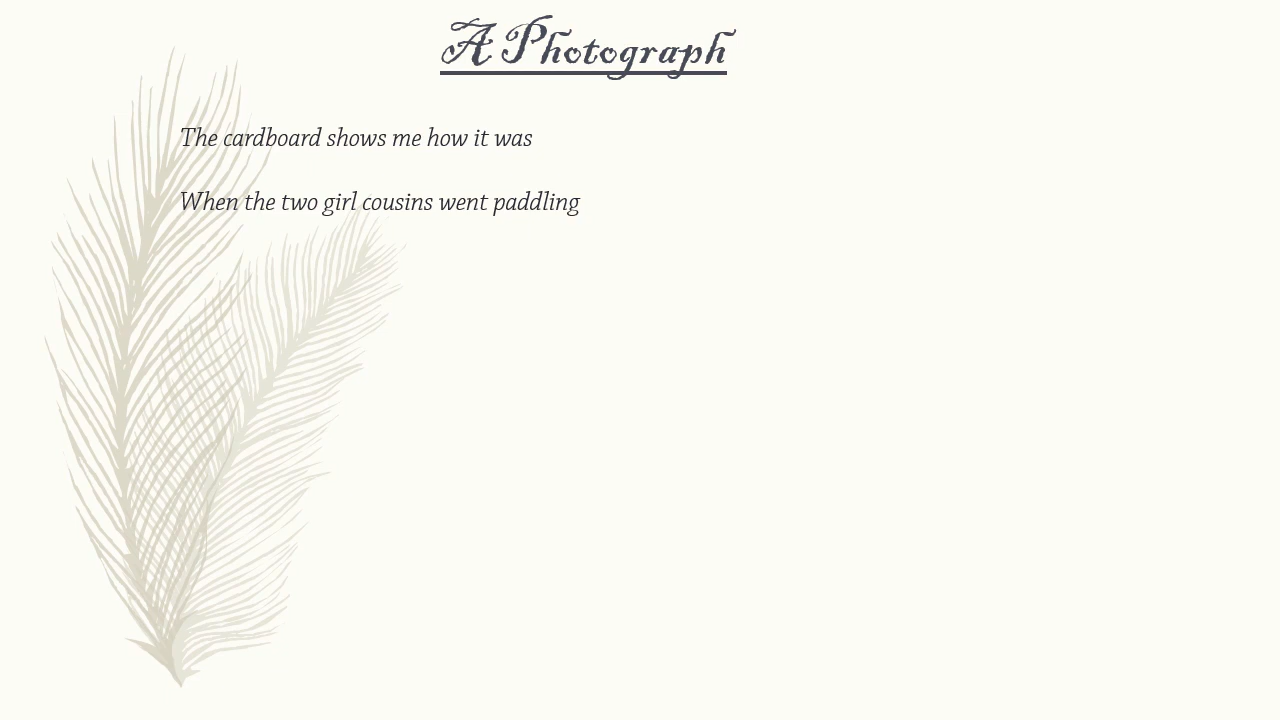 A Photograph
The cardboard shows me how it was
When the two girl cousins went paddling